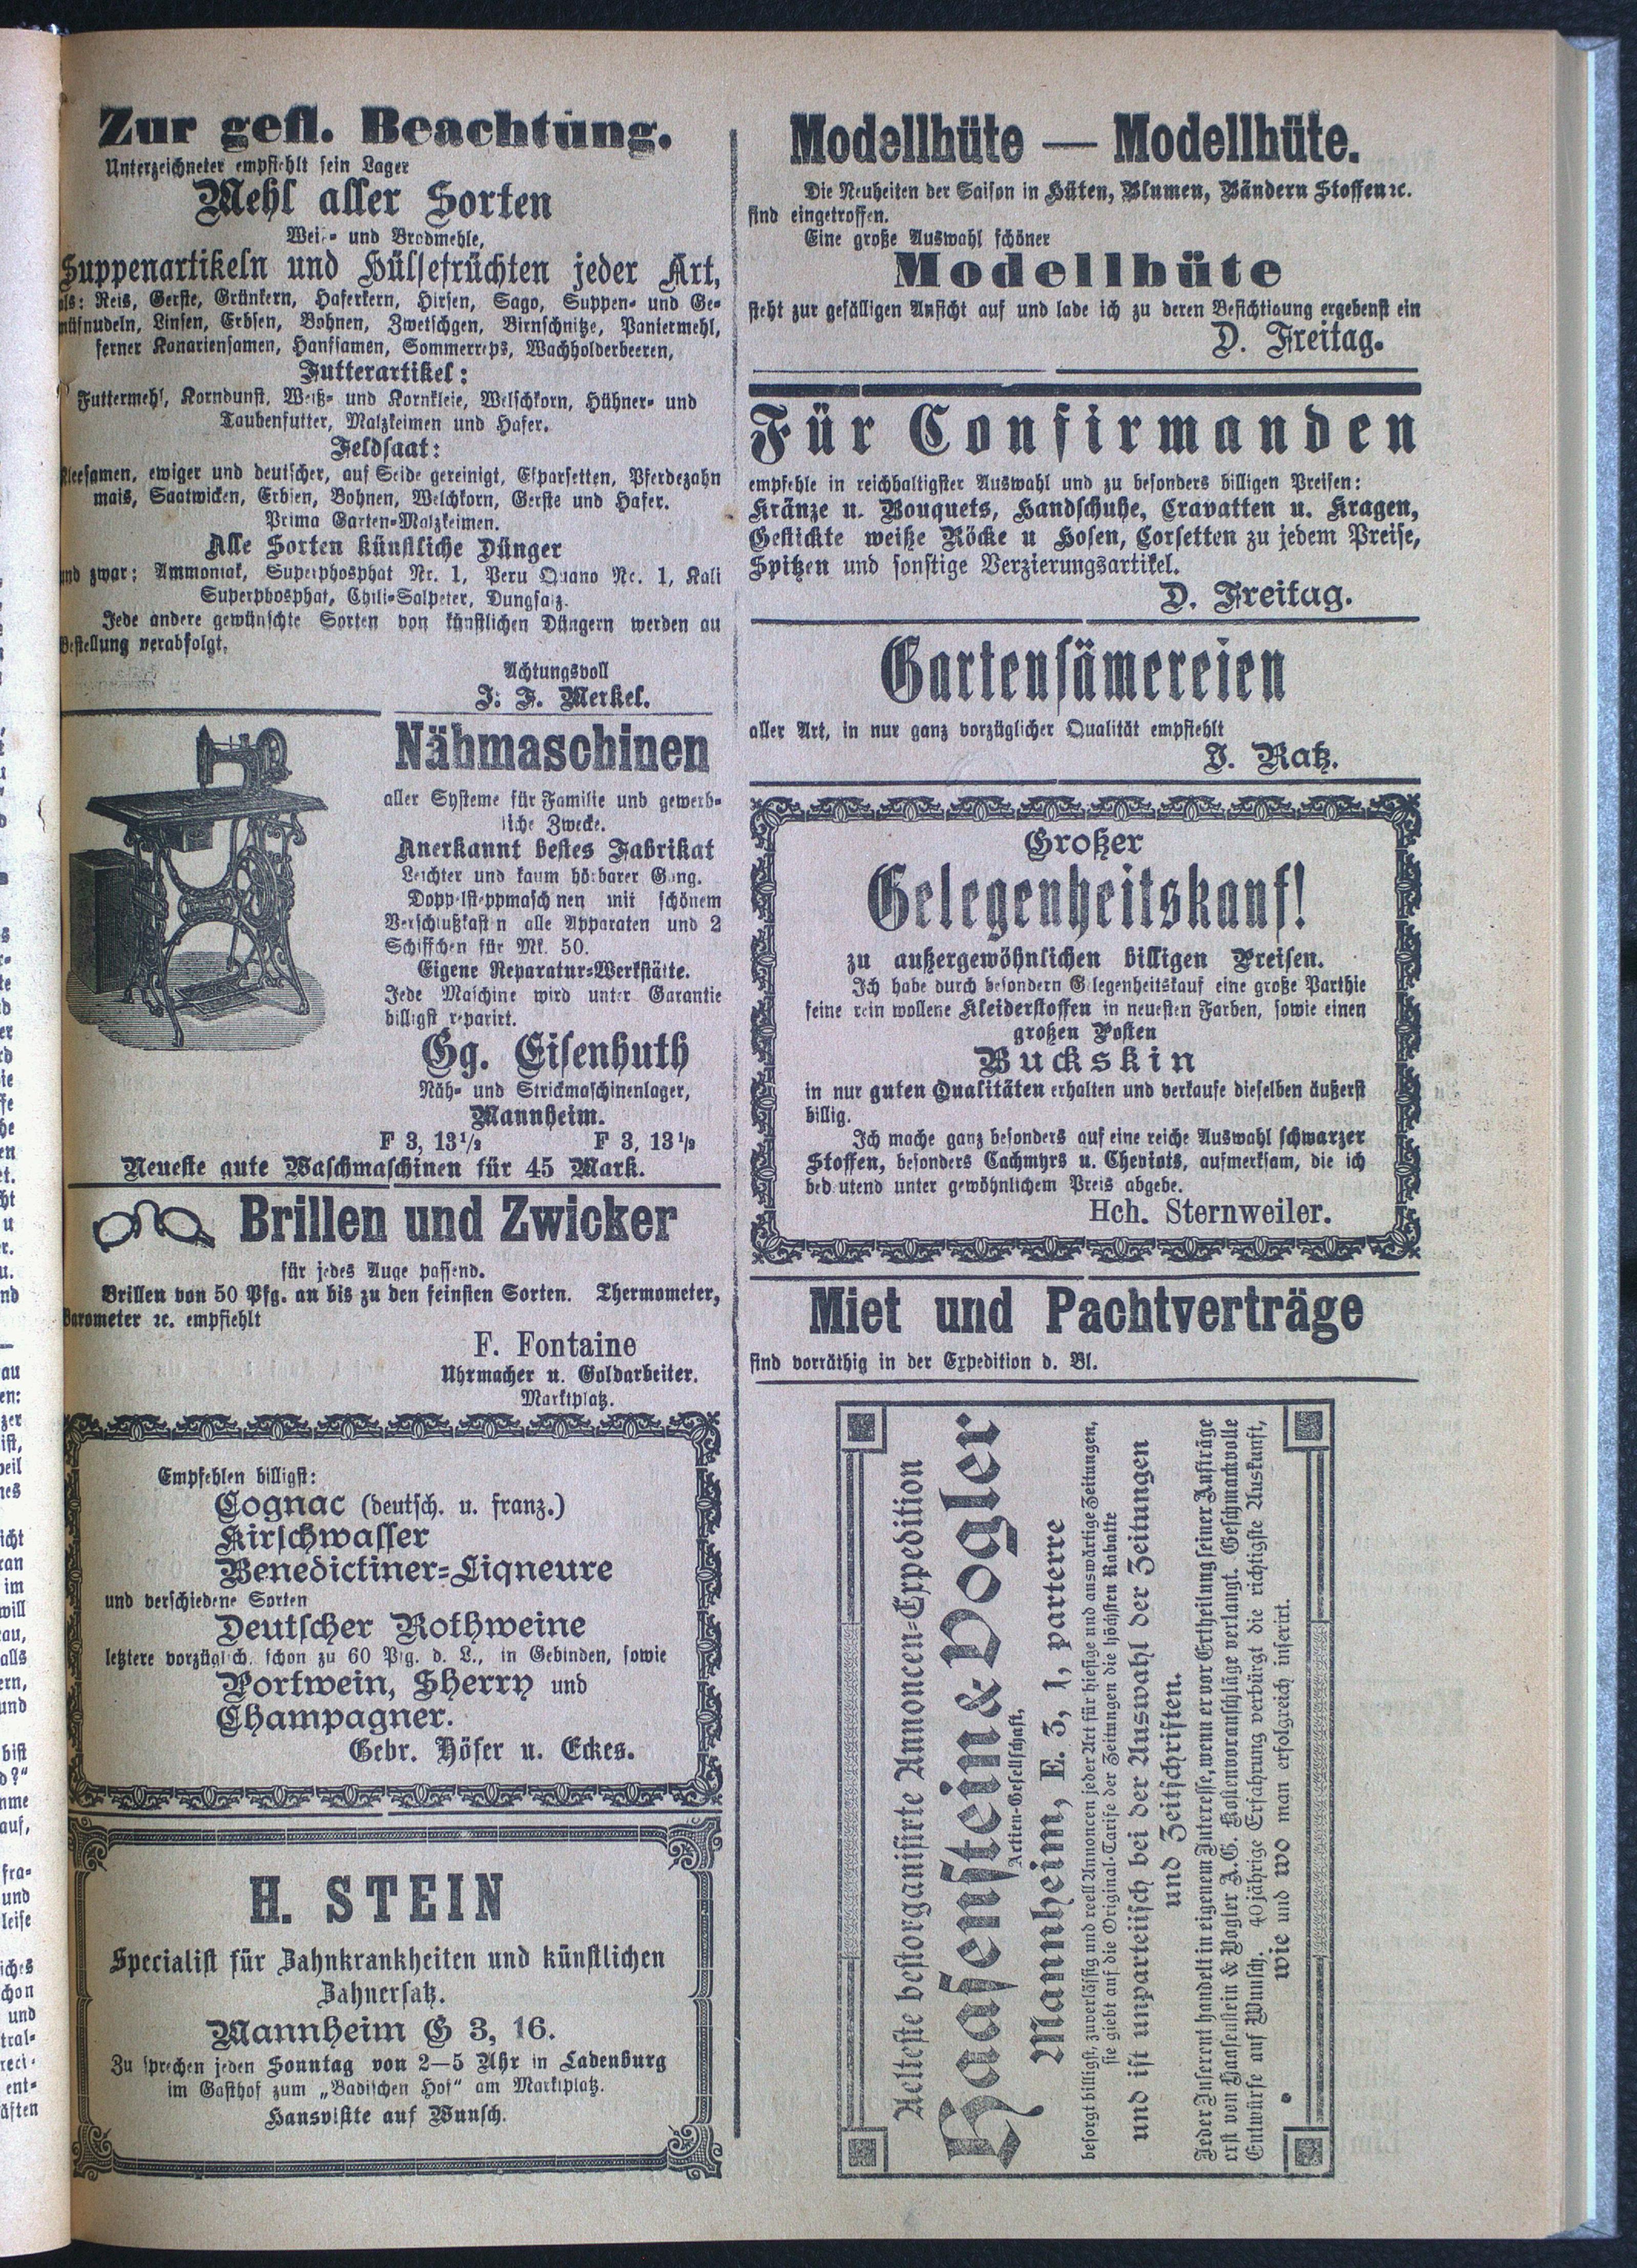 Zur gefl. Beachtung.
Unterzeichneter empfiehlt sein Lager
Mehl aller Sorten
Weiß- und Brodmehle,
Suppenartikeln und Hülsefrüchten jeder Art,
als: Reis, Gerste, Grünkern, Haferkern, Hirsen, Sago, Suppen- und Ge-
müsnudeln, Linsen, Erbsen, Bohnen, Zwetschgen, Birnschnitze, Paniermehl,
ferner Kanariensamen, Hanfsamen, Sommerreps, Wachholderbeeren,
Futterartikel:
Futtermehl, Korndunst, Weiß- und Kornkleie, Welschkorn, Hühner- und
Taubenfutter, Malzkeimen und Hafer.
Feldsaat:
Kleesamen, ewiger und deutscher, auf Seide gereinigt, Esparsetten, Pferdezahn
mais, Saatwicken, Erbsen, Bohnen, Welchkorn, Gerste und Hafer.
Prima Garten-Malzkeimen.
Alle Sorten künstliche Dünger
und zwar: Ammoniak, Superphosphat Nr. 1, Peru Quano Nr. 1, Kali
Superphosphat, Chili-Salpeter, Dungsalz.
Jede andere gewünschte Sorten von künstlichen Düngern werden au
Bestellung verabfolgt.
Achtungsvoll
J. F. Merkel.
Nähmaschinen
aller Systeme für Familie und gewerb-
liche Zwecke.
Anerkannt bestes Fabrikat
Leichter und kaum hörbarer Gang.
Doppelsteppmaschinen mit schönem
Verschlußkasten alle Apparaten und 2
Schiffchen für Mk. 50.
Eigene Reparatur-Werkstätte.
Jede Maschine wird unter Garantie
billigst reparirt.
Gg. Eisenhuth
Näh- und Strickmaschinenlager,
Mannheim.
F 3, 13½ F 3, 13½
Neueste gute Waschmaschinen für 45 Mark.
Brillen und Zwicker
für jedes Auge passend.
Brillen von 50 Pfg. an bis zu den feinsten Sorten. Thermometer,
Barometer ꝛc. empfiehlt
F. Fontaine
Uhrmacher u. Goldarbeiter.
Marktplatz.
Empfehlen billigst:
Cognac (deutsch. u. franz.)
Kirschwasser
Benedictiner-Liqneure
und verschiedene Sorten
Deutscher Rothweine
letztere vorzüglich, schon zu 60 Pfg. d. L., in Gebinden, sowie
Portwein, Sherry und
Champagner.
Gebr. Höfer u. Eckes.
H. STEIN
Specialist für Zahnkrankheiten und künstlichen
Zahnersatz.
Mannheim G 3, 16.
Zu sprechen jeden Sonntag von 2—5 Uhr in Ladenburg
im Gasthof zum „Badischen Hof“ am Marktplatz.
Hausvisite auf Wunsch.
Modellhüte — Modellhüte.
Die Neuheiten der Saison in Hüten, Blumen, Bändern Stoffen ꝛc.
sind eingetroffen.
Eine große Auswahl schöner
Modellhüte
steht zur gefälligen Ansicht auf und lade ich zu deren Besichtigung ergebenst ein
D. Freitag.
Für Confirmanden
empfehle in reichhaltigster Auswahl und zu besonders billigen Preisen:
Kränze u. Bouquets, Handschuhe, Cravatten u. Kragen,
Gestickte weiße Röcke u Hosen, Corsetten zu jedem Preise,
Spitzen und sonstige Verzierungsartikel.
D. Freitag.
Gartensämereien
aller Art, in nur ganz vorzüglicher Qualität empfiehlt
J. Ratz.
Großer
Gelegenheitskauf!
zu außergewöhnlichen billigen Preisen.
Ich habe durch besondern Gelegenheitskauf eine große Parthie
feine rein wollene Kleiderstoffen in neuesten Farben, sowie einen
großen Posten
Buckskin
in nur guten Qualitäten erhalten und verkaufe dieselben äußerst
billig.
Ich mache ganz besonders auf eine reiche Auswahl schwarzer
Stoffen, besonders Cachmyrs u. Cheviots, aufmerksam, die ich
bedeutend unter gewöhnlichem Preis abgebe.
Hch. Sternweiler.
Miet und Pachtverträge
sind vorräthig in der Expedition d. Bl.
Aelteste bestorganisirte Annoncen-Expedition
Haasenstein & Vogler
Actien-Gesellschaft,
Mannheim, E. 3, 1, parterre
besorgt billigst, zuverlässig und reell Annoncen jeder Art für hiesige und auswärtige Zeitungen,
sie giebt auf die Original-Tarife der Zeitungen die höchsten Rabatte
und ist unparteiisch bei der Auswahl der Zeitungen
und Zeitschriften.
Jeder Inserent handelt in eigenem Interesse, wenn er vor Ertheilung seiner Aufträge
erst von Haasenstein & Vogler A. G. Kostenvoranschläge verlangt. Geschmackvolle
Entwürfe auf Wunsch. 40jährige Erfahrung verbürgt die richtigste Auskunft,
wie und wo man erfolgreich inserirt.